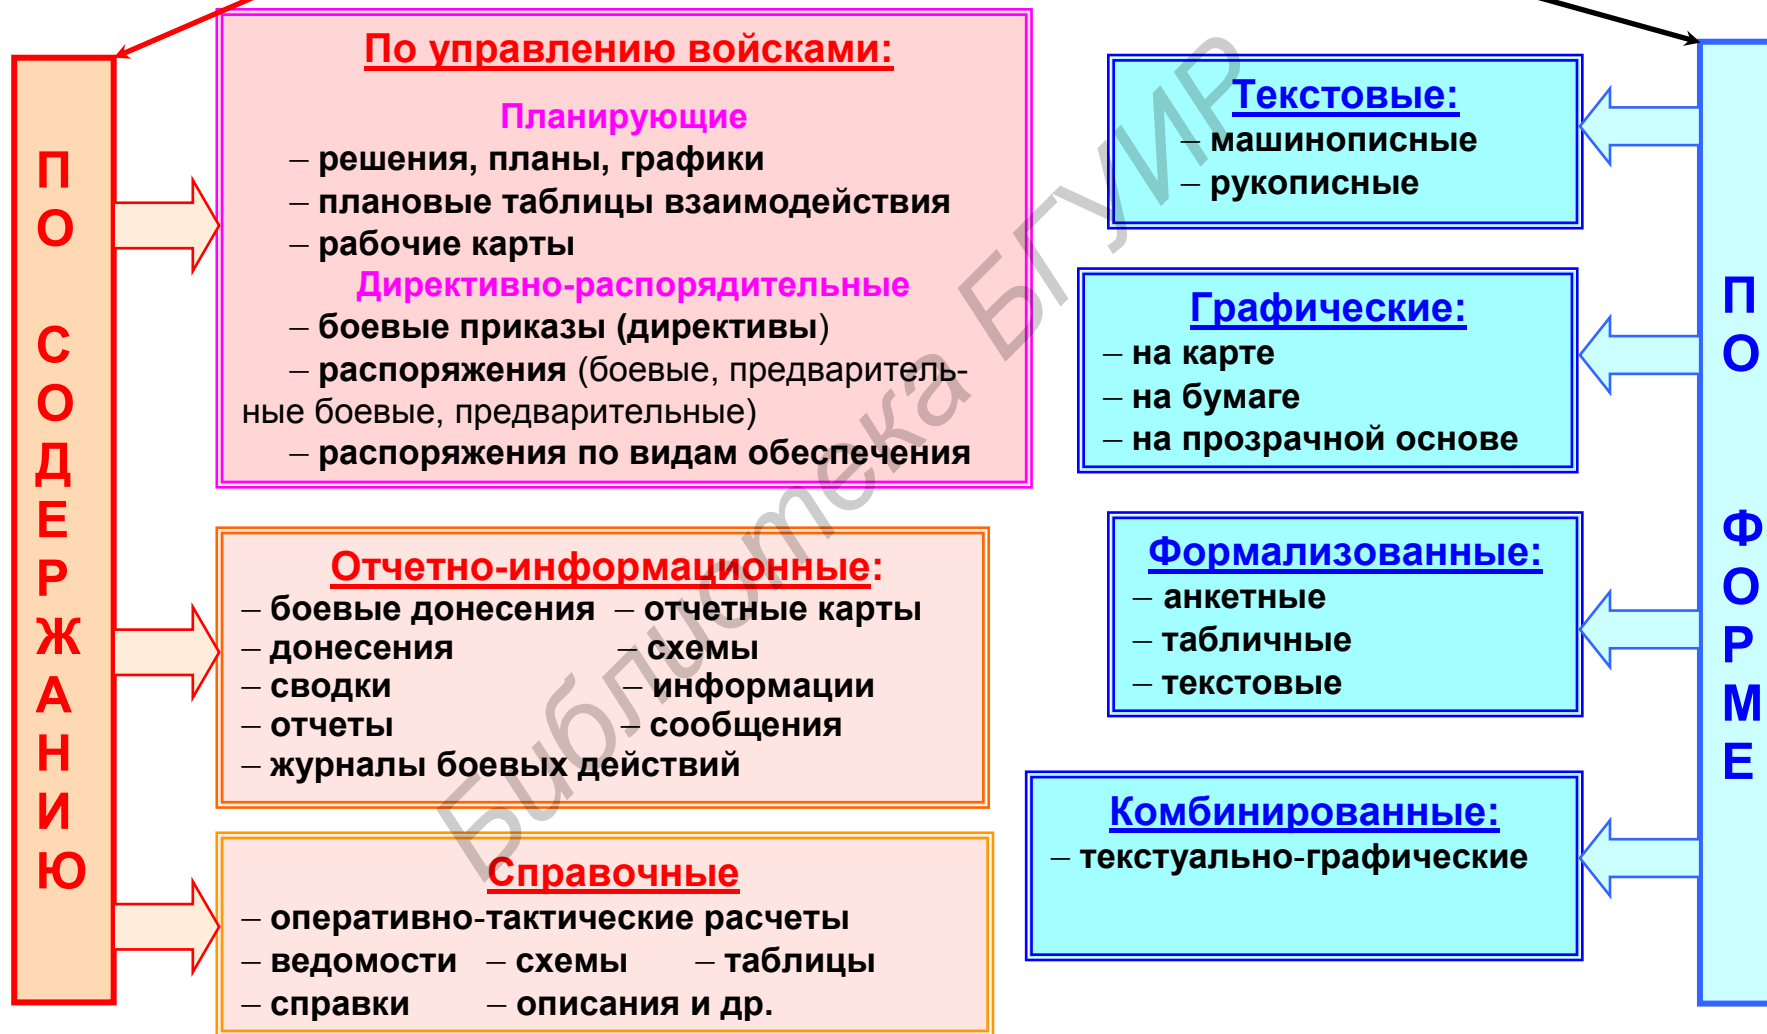 ПО СОДЕРЖАНИЮ
По управлению войсками:
Планирующие
– решения, планы, графики
– плановые таблицы взаимодействия
– рабочие карты
Директивно-распорядительные
– боевые приказы (директивы)
– распоряжения (боевые, предваритель-
ные боевые, предварительные)
– распоряжения по видам обеспечения
Отчетно-информационные:
– боевые донесения – отчетные карты
– донесения – схемы
– сводки – информации
– отчеты – сообщения
– журналы боевых действий
Справочные
– оперативно-тактические расчеты
– ведомости – схемы – таблицы
– справки – описания и др.
Текстовые:
– машинописные
– рукописные
Графические:
– на карте
– на бумаге
– на прозрачной основе
Формализованные:
– анкетные
– табличные
– текстовые
Комбинированные:
– текстуально-графические
ПО ФОРМЕ
Библиотека БГУИР